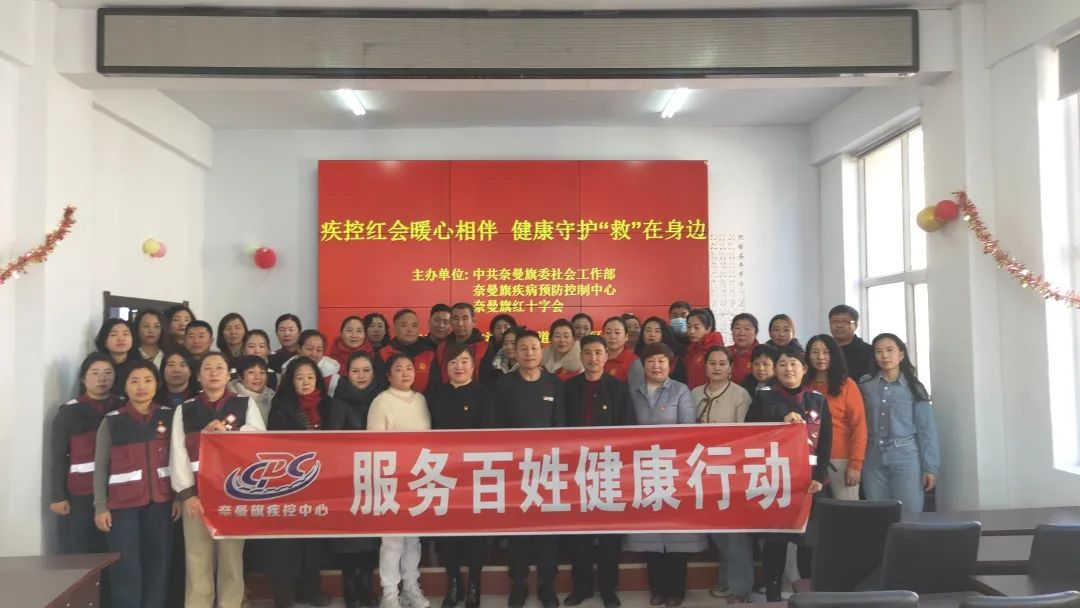 疾控红会暖心相伴 健康守护“救”在身边
主办单位: 中共奈曼旗委社会工作部
奈曼旗疾病预防控制中心
奈曼旗红十字会
道
CDC
奈曼旗疾控中心
服务百姓健康行动